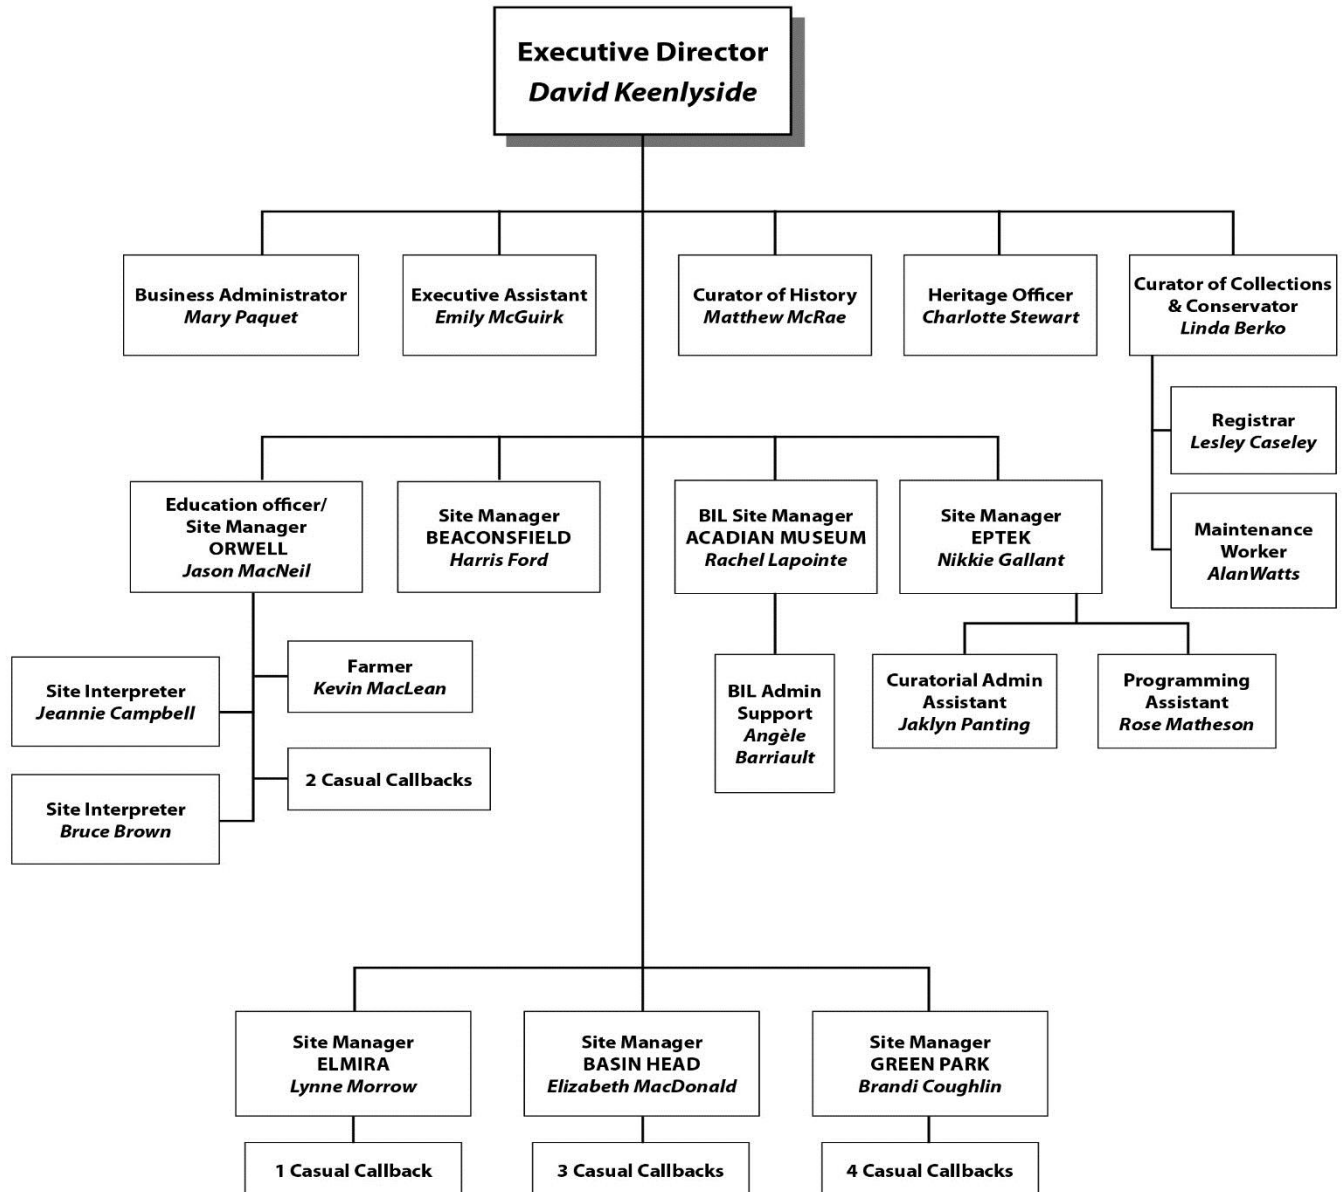 Executive Director
David Keenlyside
Business Administrator
Mary Paquet
Executive Assistant
Emily McGuirk
Curator of History
Matthew McRae
Heritage Officer
Charlotte Stewart
Curator of Collections
& Conservator
Linda Berko
Registrar
Lesley Caseley
Maintenance
Worker
AlanWatts
Education officer/
Site Manager
ORWELL
Jason MacNeil
Site Manager
BEACONSFIELD
Harris Ford
BIL Site Manager
ACADIAN MUSEUM
Rachel Lapointe
Site Manager
EPTEK
Nikkie Gallant
Site Interpreter
Jeannie Campbell
Farmer
Kevin MacLean
Site Interpreter
Bruce Brown
2 Casual Callbacks
BIL Admin
Support
Angèle
Barriault
Curatorial Admin
Assistant
Jaklyn Panting
Programming
Assistant
Rose Matheson
Site Manager
ELMIRA
Lynne Morrow
Site Manager
BASIN HEAD
Elizabeth MacDonald
Site Manager
GREEN PARK
Brandi Coughlin
1 Casual Callback
3 Casual Callbacks
4 Casual Callbacks